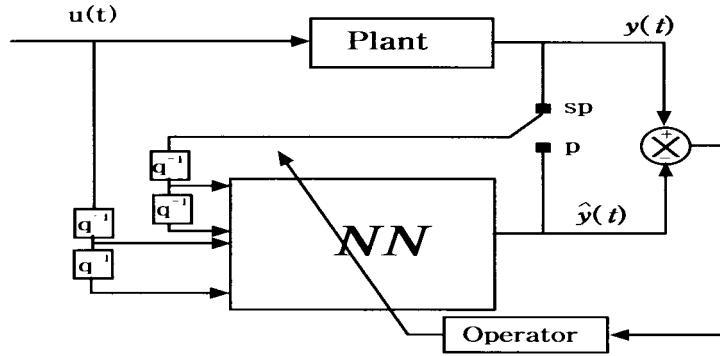 u(t)
Plant
y(t)
sp
p
+
−
q⁻¹
q⁻¹
NN
ŷ(t)
q⁻¹
q⁻¹
Operator